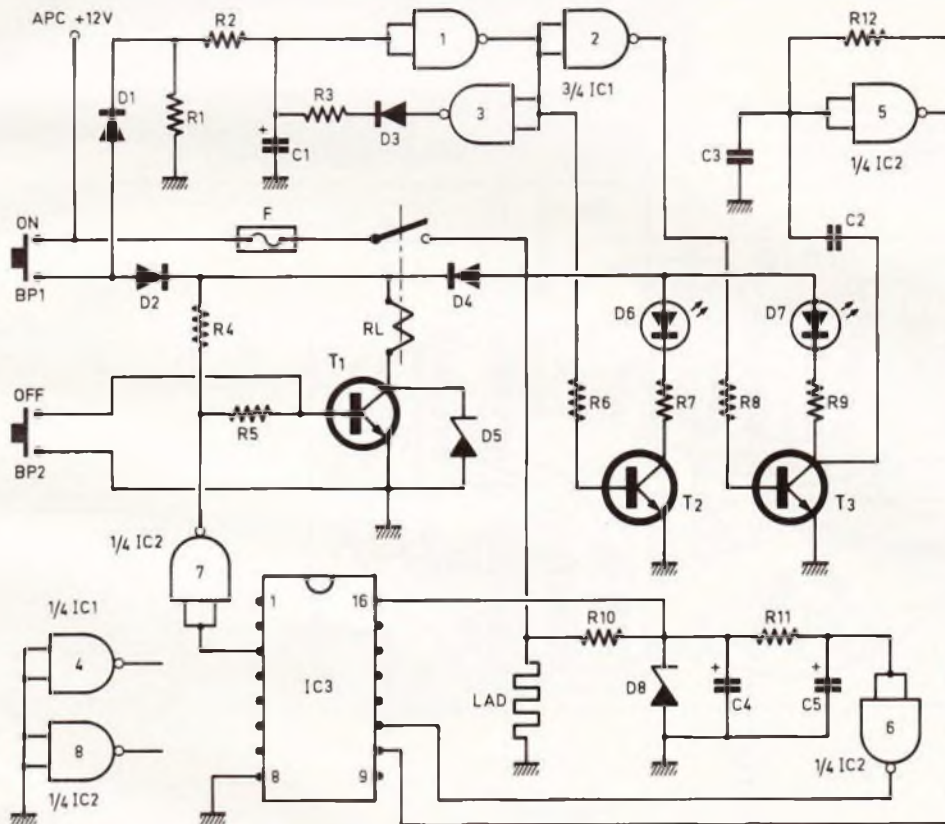 APC +12V
R2
R12
1
2
D1
R1
R3
D3
3
3/4 IC1
5
C1
C3
1/4 IC2
+
C2
ON
F
BP1
D2
D4
R4
RL
D6
D7
T1
OFF
R5
D5
R6
R7
R8
R9
BP2
T2
T3
1/4 IC2
7
1
16
1/4 IC1
R10
R11
4
IC3
LAD
D8
+
C4
+
C5
6
8
8
9
1/4 IC2
1/4 IC2